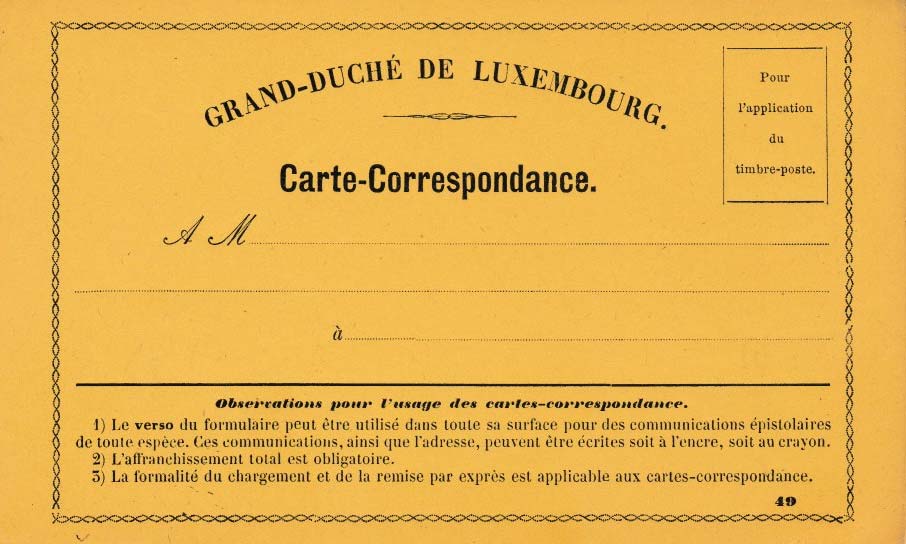 GRAND-DUCHÉ DE LUXEMBOURG.
Pour
l'application
du
timbre-poste.
Carte-Correspondance.
A M
à
Observations pour l'usage des cartes-correspondance.
1) Le verso du formulaire peut être utilisé dans toute sa surface pour des communications épistolaires
de toute espèce. Ces communications, ainsi que l'adresse, peuvent être écrites soit à l'encre, soit au crayon.
2) L'affranchissement total est obligatoire.
3) La formalité du chargement et de la remise par exprès est applicable aux cartes-correspondance.
49